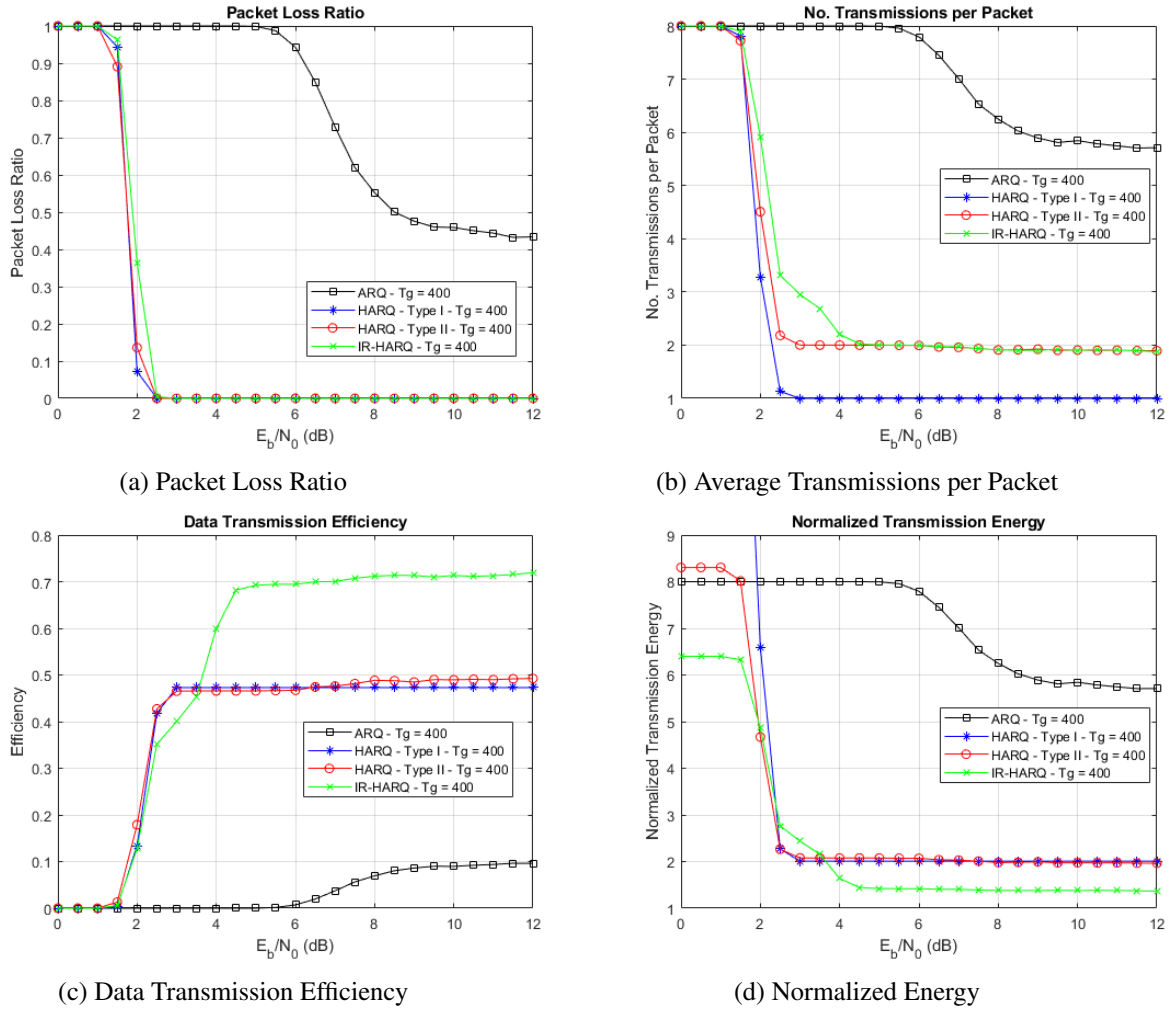 Packet Loss Ratio
1
0.9
0.8
0.7
0.6
0.5
0.4
0.3
0.2
0.1
0
Packet Loss Ratio
ARQ - Tg = 400
HARQ - Type I - Tg = 400
HARQ - Type II - Tg = 400
IR-HARQ - Tg = 400
0 2 4 6 8 10 12
E_b/N_0 (dB)
(a) Packet Loss Ratio
No. Transmissions per Packet
8
7
6
5
4
3
2
1
No. Transmissions per Packet
ARQ - Tg = 400
HARQ - Type I - Tg = 400
HARQ - Type II - Tg = 400
IR-HARQ - Tg = 400
0 2 4 6 8 10 12
E_b/N_0 (dB)
(b) Average Transmissions per Packet
Data Transmission Efficiency
0.8
0.7
0.6
0.5
0.4
0.3
0.2
0.1
0
Efficiency
ARQ - Tg = 400
HARQ - Type I - Tg = 400
HARQ - Type II - Tg = 400
IR-HARQ - Tg = 400
0 2 4 6 8 10 12
E_b/N_0 (dB)
(c) Data Transmission Efficiency
Normalized Transmission Energy
9
8
7
6
5
4
3
2
1
Normalized Transmission Energy
ARQ - Tg = 400
HARQ - Type I - Tg = 400
HARQ - Type II - Tg = 400
IR-HARQ - Tg = 400
0 2 4 6 8 10 12
E_b/N_0 (dB)
(d) Normalized Energy